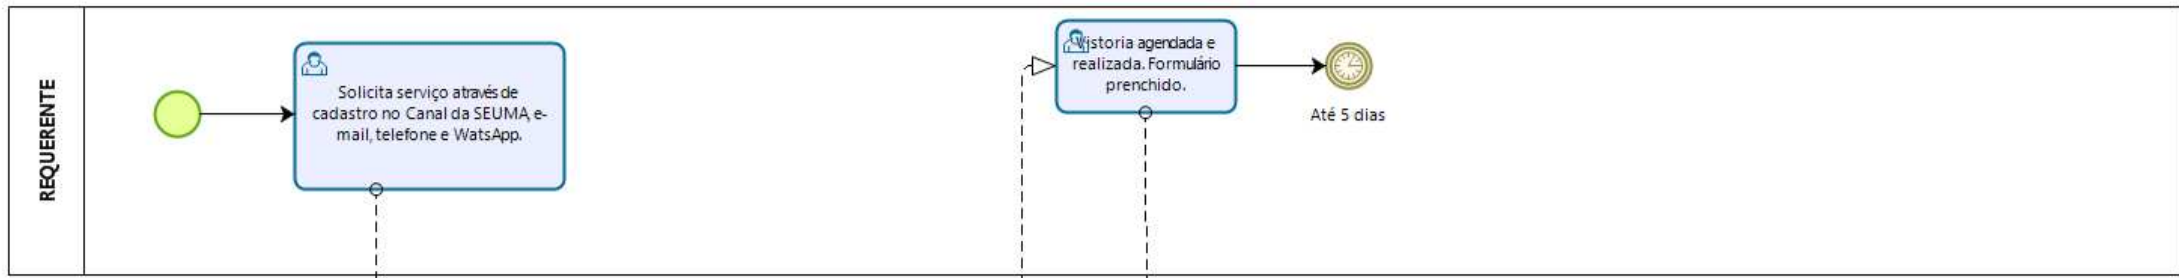 REQUERENTE
Solicita serviço através de
cadastro no Canal da SEUMA, e-
mail, telefone e WatsApp.
Vistoria agendada e
realizada. Formulário
prenchido.
Até 5 dias